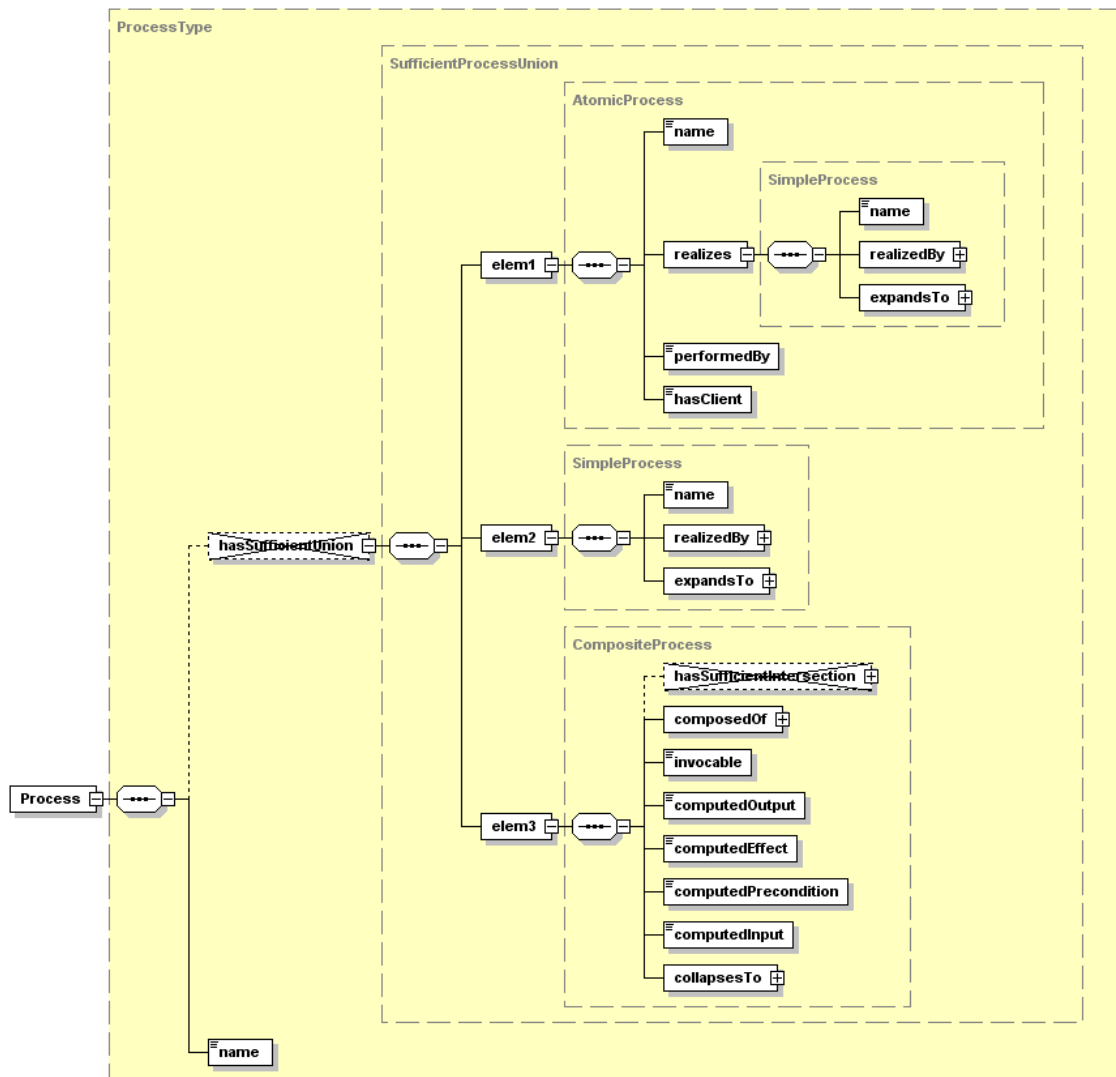 ProcessType
SufficientProcessUnion
AtomicProcess
name
SimpleProcess
name
realizes
realizedBy
elem1
expandsTo
performedBy
hasClient
SimpleProcess
name
elem2
realizedBy
hasSufficientUnion
expandsTo
CompositeProcess
hasSufficientIntersection
composedOf
invocable
Process
computedOutput
elem3
computedEffect
computedPrecondition
computedInput
collapsesTo
name